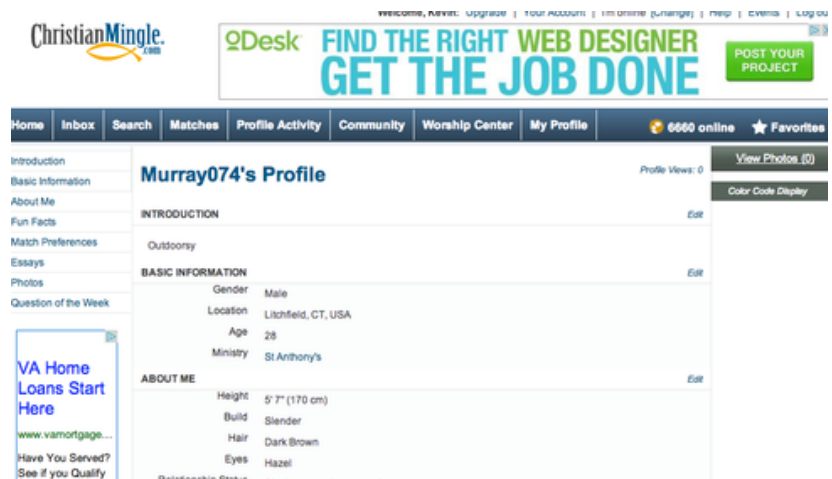 Welcome, Kevin: Upgrade | Your Account | I'm online [Change] | Help | Events | Log out
ChristianMingle.
.com
oDesk FIND THE RIGHT WEB DESIGNER
GET THE JOB DONE
POST YOUR
PROJECT
Home Inbox Search Matches Profile Activity Community Worship Center My Profile 6660 online Favorites
Introduction
Basic Information
About Me
Fun Facts
Match Preferences
Essays
Photos
Question of the Week
VA Home
Loans Start
Here
www.vamortgage....
Have You Served?
See if you Qualify
Murray074's Profile
Profile Views: 0
INTRODUCTION Edit
Outdoorsy
BASIC INFORMATION Edit
Gender Male
Location Litchfield, CT, USA
Age 28
Ministry St Anthony's
ABOUT ME Edit
Height 5' 7" (170 cm)
Build Slender
Hair Dark Brown
Eyes Hazel
Relationship Status
View Photos (0)
Color Code Display